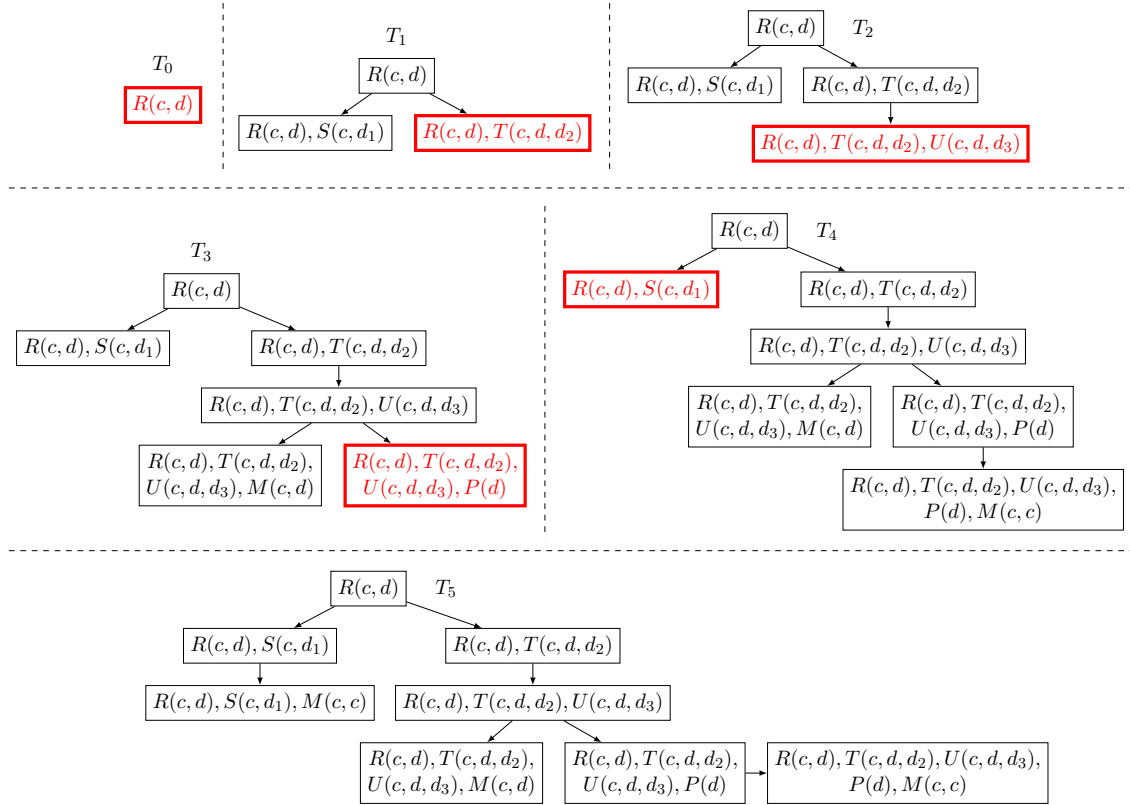 T₀
R(c, d)
T₁
R(c, d)
R(c, d), S(c, d₁)
R(c, d), T(c, d, d₂)
R(c, d)
T₂
R(c, d), S(c, d₁)
R(c, d), T(c, d, d₂)
R(c, d), T(c, d, d₂), U(c, d, d₃)
T₃
R(c, d)
R(c, d), S(c, d₁)
R(c, d), T(c, d, d₂)
R(c, d), T(c, d, d₂), U(c, d, d₃)
R(c, d), T(c, d, d₂),
U(c, d, d₃), M(c, d)
R(c, d), T(c, d, d₂),
U(c, d, d₃), P(d)
R(c, d)
T₄
R(c, d), S(c, d₁)
R(c, d), T(c, d, d₂)
R(c, d), T(c, d, d₂), U(c, d, d₃)
R(c, d), T(c, d, d₂),
U(c, d, d₃), M(c, d)
R(c, d), T(c, d, d₂),
U(c, d, d₃), P(d)
R(c, d), T(c, d, d₂), U(c, d, d₃),
P(d), M(c, c)
R(c, d)
T₅
R(c, d), S(c, d₁)
R(c, d), T(c, d, d₂)
R(c, d), S(c, d₁), M(c, c)
R(c, d), T(c, d, d₂), U(c, d, d₃)
R(c, d), T(c, d, d₂),
U(c, d, d₃), M(c, d)
R(c, d), T(c, d, d₂),
U(c, d, d₃), P(d)
R(c, d), T(c, d, d₂), U(c, d, d₃),
P(d), M(c, c)